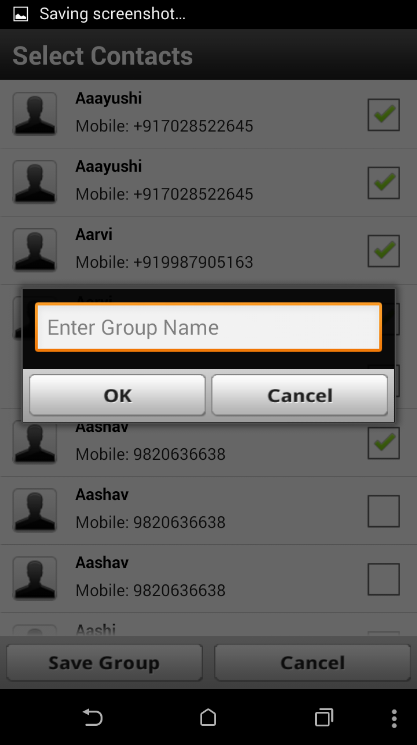 Saving screenshot...
Select Contacts
Aaayushi
Mobile: +917028522645
Aaayushi
Mobile: +917028522645
Aarvi
Mobile: +919987905163
Enter Group Name
OK
Cancel
Aashav
Mobile: 9820636638
Aashav
Mobile: 9820636638
Aashav
Mobile: 9820636638
Aashi
Save Group
Cancel